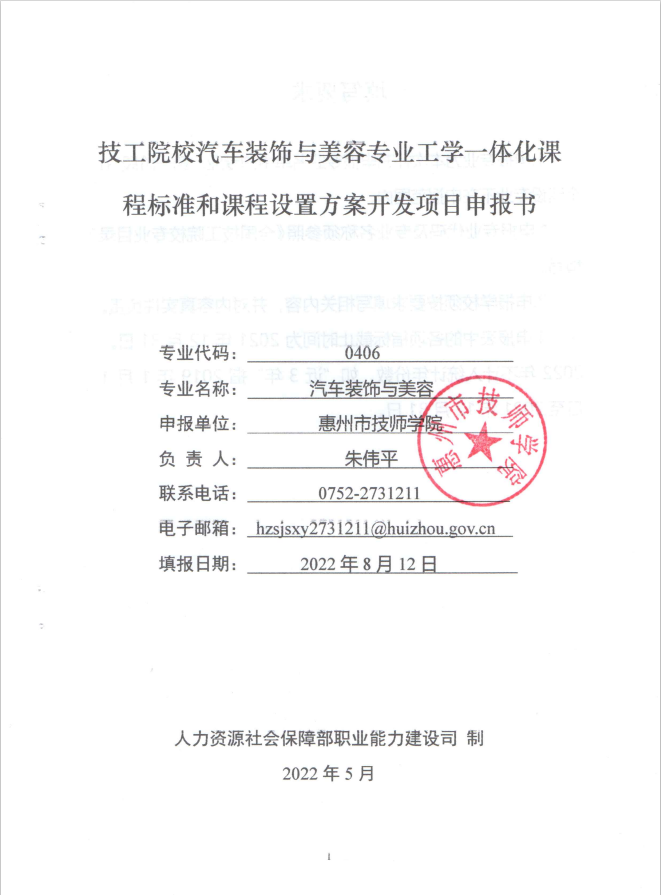 技工院校汽车装饰与美容专业工学一体化课
程标准和课程设置方案开发项目申报书
专业代码：0406
专业名称：汽车装饰与美容
申报单位：惠州市技师学院
负 责 人：朱伟平
联系电话：0752-2731211
电子邮箱：hzsjsxy2731211@huizhou.gov.cn
填报日期：2022 年 8 月 12 日
惠州市技师学院
人力资源社会保障部职业能力建设司 制
2022 年 5 月
1